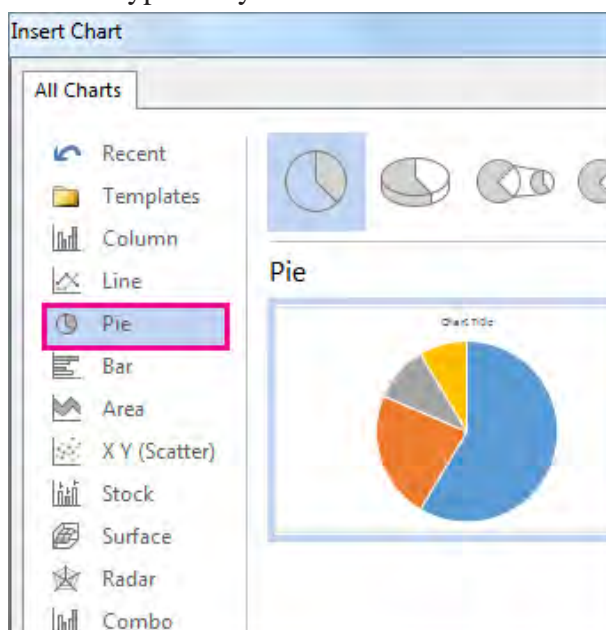 Insert Chart
All Charts
Recent
Templates
Column
Line
Pie
Bar
Area
X Y (Scatter)
Stock
Surface
Radar
Combo
Pie
Chart Title